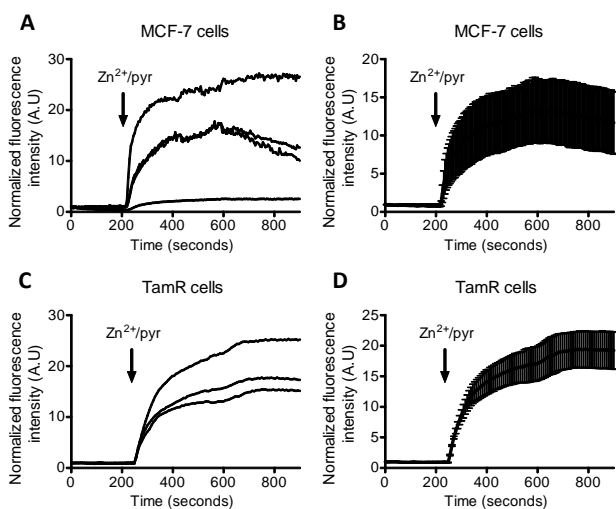 A
MCF-7 cells
Normalized fluorescence
intensity (A.U)
30
20
10
0
Zn²⁺/pyr
0 200 400 600 800
Time (seconds)
B
MCF-7 cells
Normalized fluorescence
intensity (A.U)
20
15
10
5
0
Zn²⁺/pyr
0 200 400 600 800
Time (seconds)
C
TamR cells
Normalized fluorescence
intensity (A.U)
30
20
10
0
Zn²⁺/pyr
0 200 400 600 800
Time (seconds)
D
TamR cells
Normalized fluorescence
intensity (A.U)
25
20
15
10
5
0
Zn²⁺/pyr
0 200 400 600 800
Time (seconds)